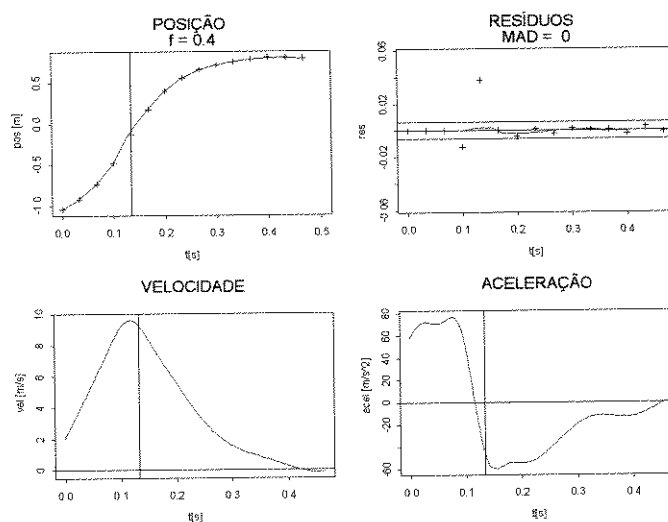 POSIÇÃO
f = 0.4
pos [m]
0.5
0.0
-0.5
-1.0
0.0 0.1 0.2 0.3 0.4 0.5
t[s]
RESÍDUOS
MAD = 0
res
0.06
0.02
-0.02
-0.06
0.0 0.1 0.2 0.3 0.4
t[s]
VELOCIDADE
vel [m/s]
10
8
6
4
2
0
0.0 0.1 0.2 0.3 0.4
t[s]
ACELERAÇÃO
acel [m/s^2]
80
60
40
20
0
-20
-60
0.0 0.1 0.2 0.3 0.4
t[s]